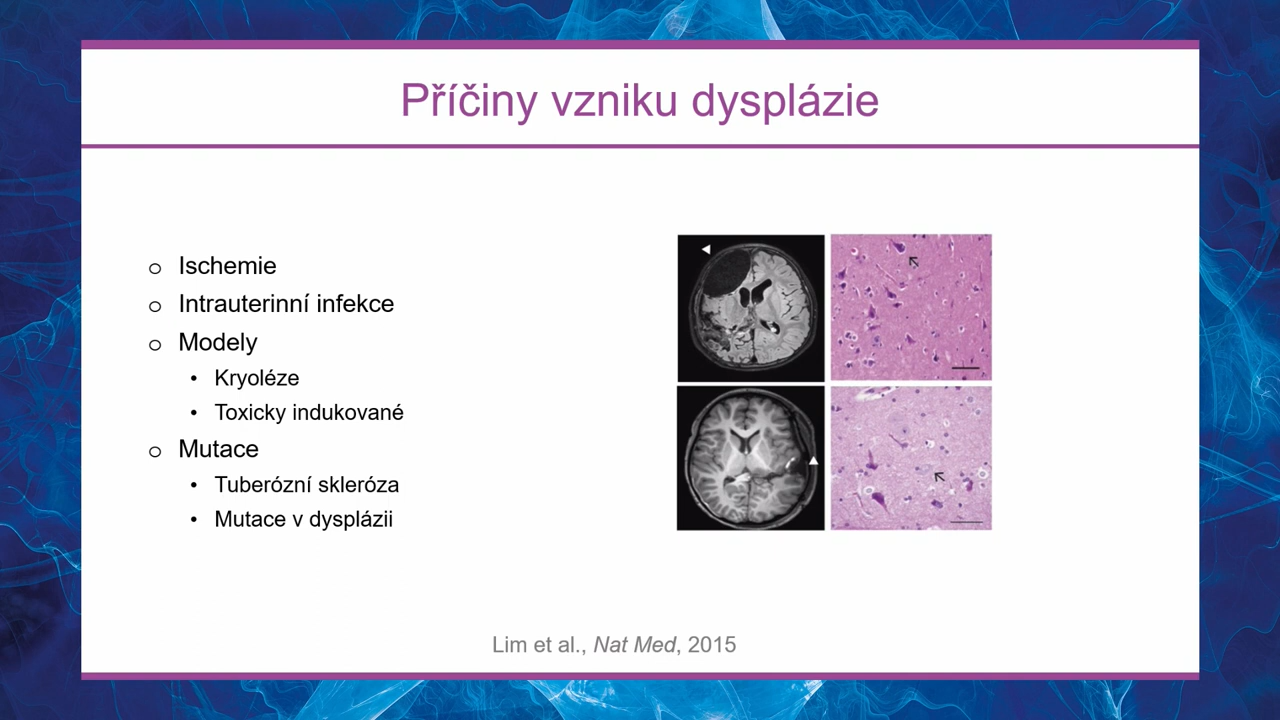 Příčiny vzniku dysplázie
o Ischemie
o Intrauterinní infekce
o Modely
• Kryoléze
• Toxicky indukované
o Mutace
• Tuberózní skleróza
• Mutace v dysplázii
Lim et al., Nat Med, 2015